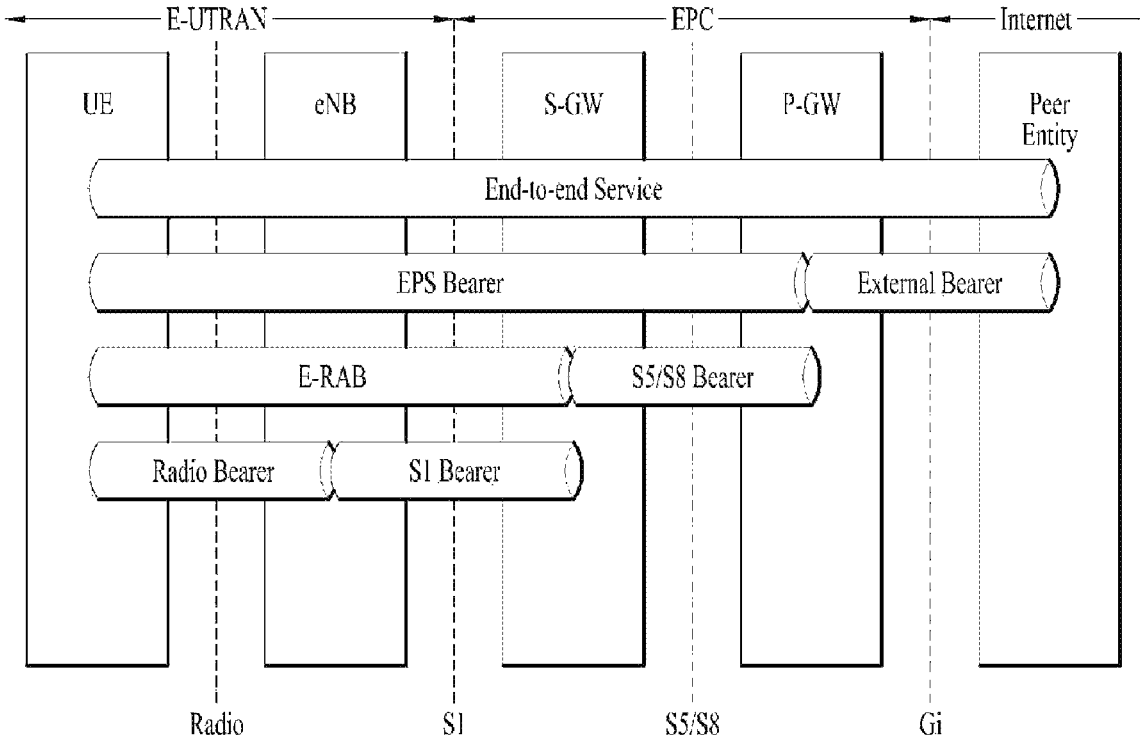 E-UTRAN
EPC
Internet
UE
eNB
S-GW
P-GW
Peer
Entity
End-to-end Service
EPS Bearer
External Bearer
E-RAB
S5/S8 Bearer
Radio Bearer
S1 Bearer
Radio
S1
S5/S8
Gi